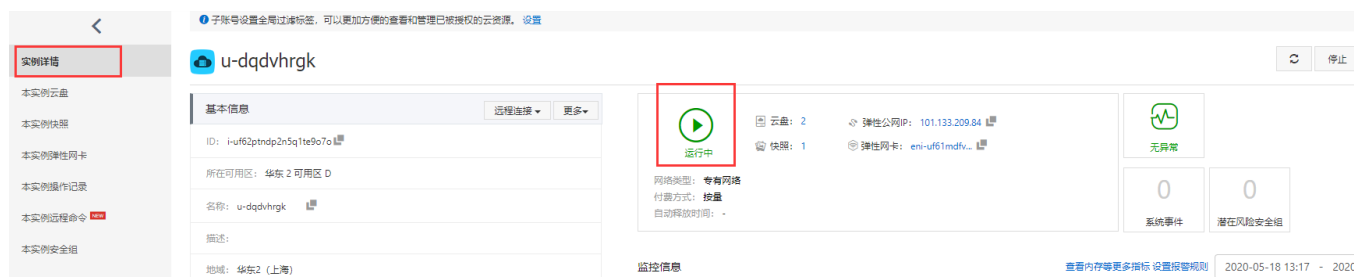 子账号设置全局过滤标签，可以更加方便的查看和管理已被授权的云资源。 设置
实例详情
本实例云盘
本实例快照
本实例弹性网卡
本实例操作记录
本实例远程命令 NEW
本实例安全组
u-dqdvhrgk
停止
基本信息
远程连接
更多
ID: i-uf62ptndp2n5q1te9o7o
所在可用区: 华东 2 可用区 D
名称: u-dqdvhrgk
描述:
地域: 华东2（上海）
运行中
云盘: 2
弹性公网IP: 101.133.209.84
快照: 1
弹性网卡: eni-uf61mdfv...
网络类型: 专有网络
付费方式: 按量
自动释放时间: -
无异常
0
系统事件
0
潜在风险安全组
监控信息
查看内存等更多指标 设置报警规则
2020-05-18 13:17 - 2020